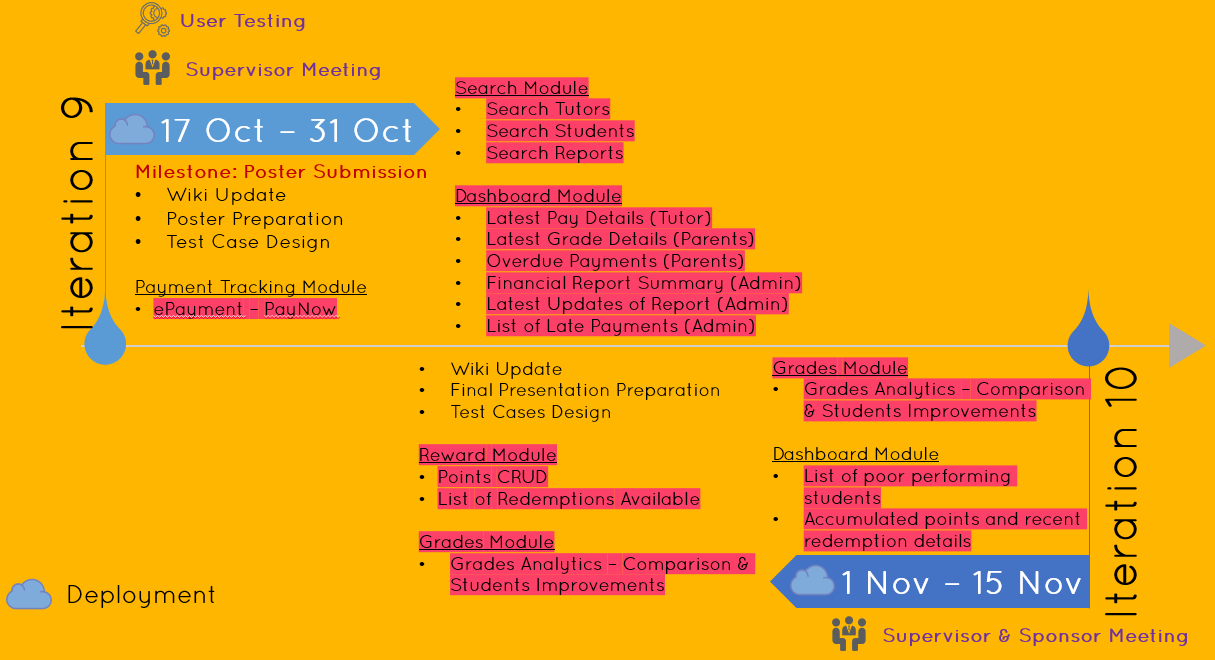 User Testing
Supervisor Meeting
Iteration 9
17 Oct – 31 Oct
Milestone: Poster Submission
• Wiki Update
• Poster Preparation
• Test Case Design
Payment Tracking Module
• ePayment – PayNow
Search Module
• Search Tutors
• Search Students
• Search Reports
Dashboard Module
• Latest Pay Details (Tutor)
• Latest Grade Details (Parents)
• Overdue Payments (Parents)
• Financial Report Summary (Admin)
• Latest Updates of Report (Admin)
• List of Late Payments (Admin)
• Wiki Update
• Final Presentation Preparation
• Test Cases Design
Reward Module
• Points CRUD
• List of Redemptions Available
Grades Module
• Grades Analytics – Comparison &
Students Improvements
Grades Module
• Grades Analytics – Comparison
& Students Improvements
Dashboard Module
• List of poor performing
students
• Accumulated points and recent
redemption details
1 Nov – 15 Nov
Iteration 10
Supervisor & Sponsor Meeting
Deployment